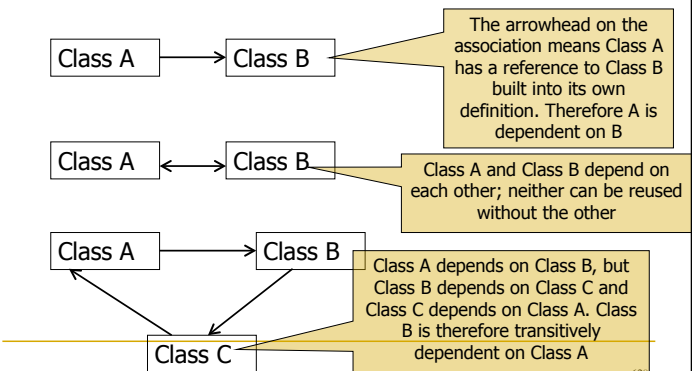 The arrowhead on the
association means Class A
has a reference to Class B
built into its own
definition. Therefore A is
dependent on B
Class A
Class B
Class A
Class B
Class A and Class B depend on
each other; neither can be reused
without the other
Class A
Class B
Class A depends on Class B, but
Class B depends on Class C and
Class C depends on Class A. Class
B is therefore transitively
dependent on Class A
Class C